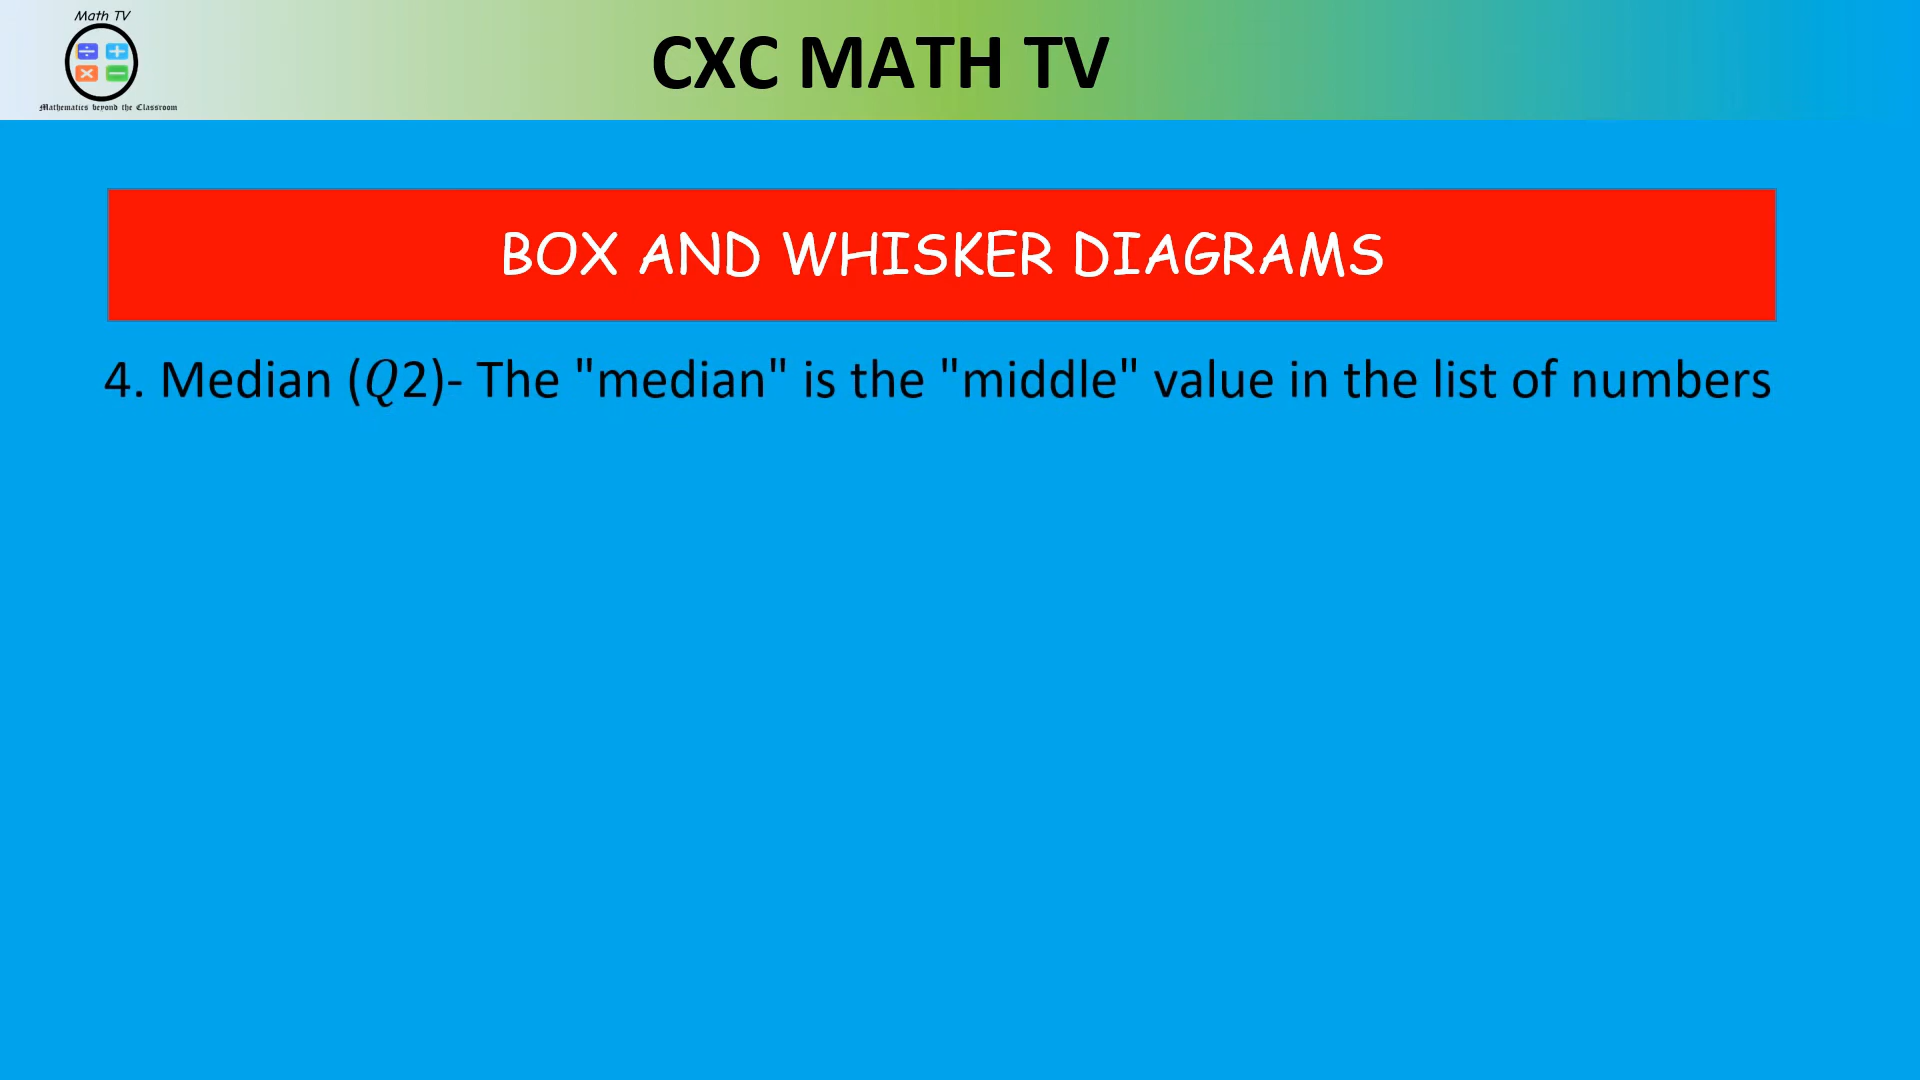 Math TV
Mathematics beyond the Classroom
CXC MATH TV
BOX AND WHISKER DIAGRAMS
4. Median (Q2)- The "median" is the "middle" value in the list of numbers